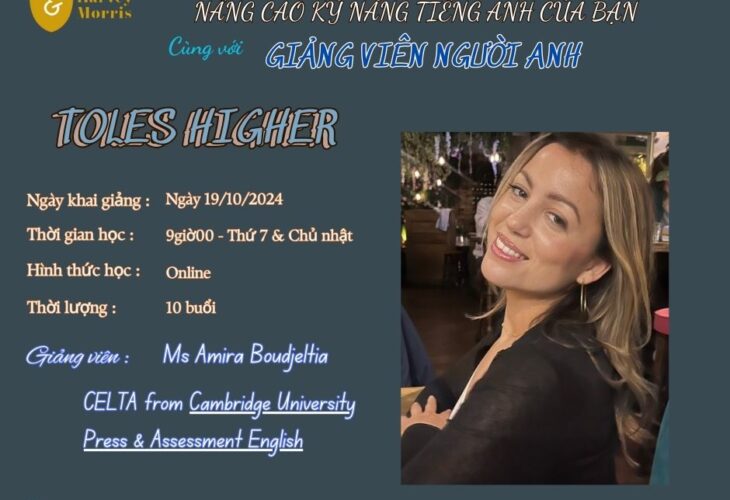 &
Harvey
Morris
NÂNG CAO KỸ NĂNG TIẾNG ANH CỦA BẠN
Cùng với GIẢNG VIÊN NGƯỜI ANH
TOLES HIGHER
Ngày khai giảng : Ngày 19/10/2024
Thời gian học : 9giờ00 - Thứ 7 & Chủ nhật
Hình thức học : Online
Thời lượng : 10 buổi
Giảng viên : Ms Amira Boudjeltia
CELTA from Cambridge University
Press & Assessment English